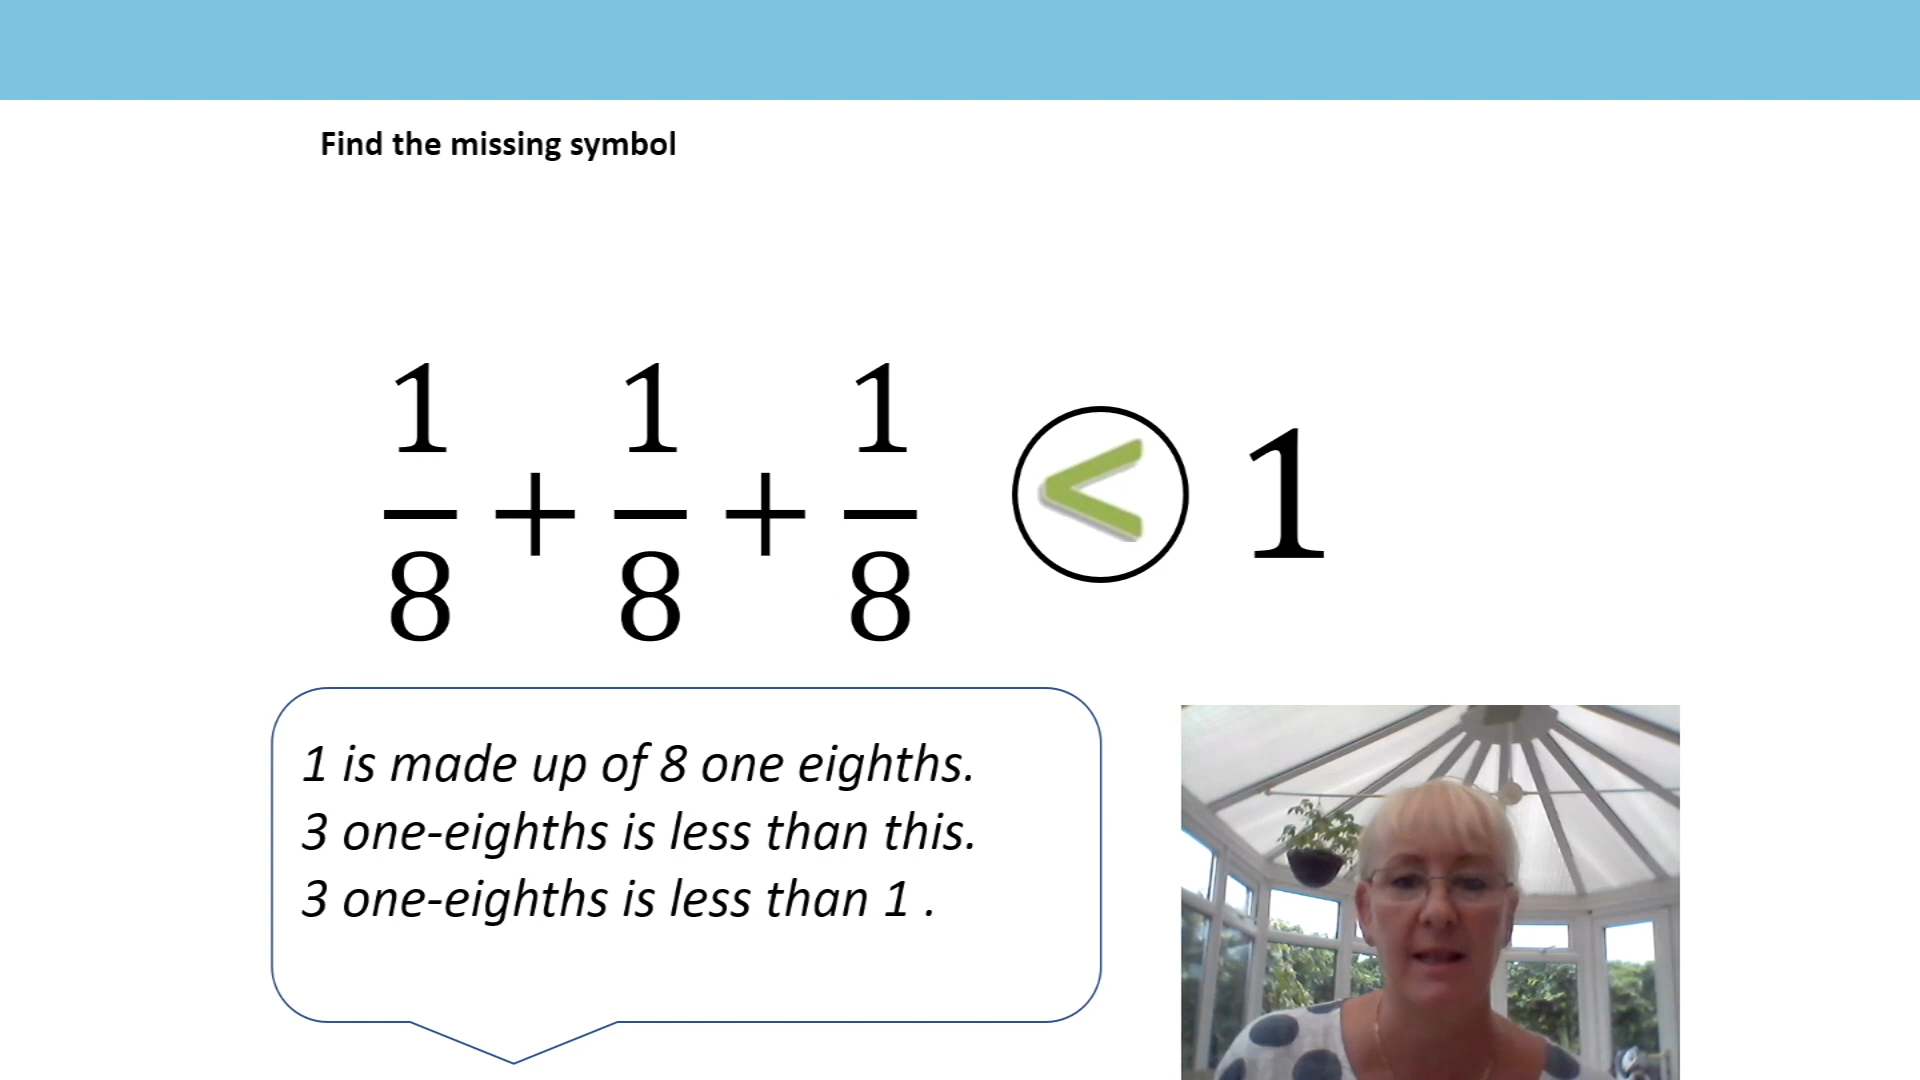 Find the missing symbol
1/8 + 1/8 + 1/8 < 1
1 is made up of 8 one eighths.
3 one-eighths is less than this.
3 one-eighths is less than 1 .